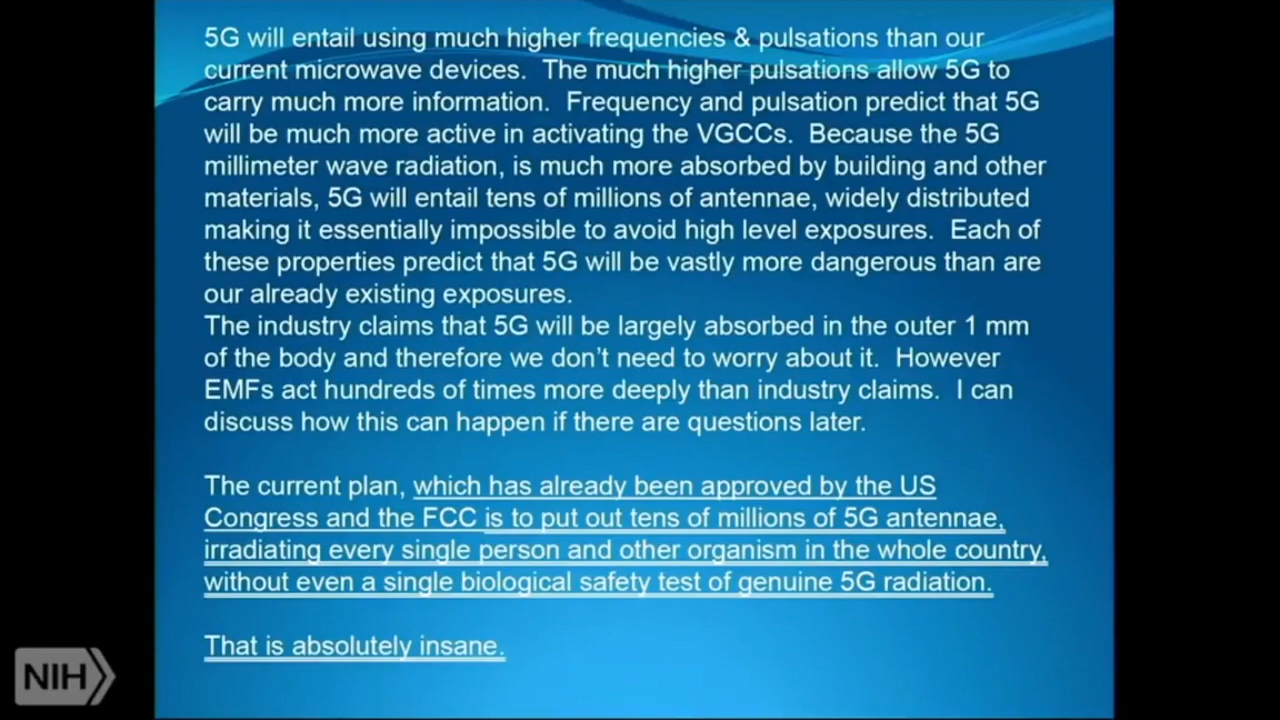 5G will entail using much higher frequencies & pulsations than our
current microwave devices. The much higher pulsations allow 5G to
carry much more information. Frequency and pulsation predict that 5G
will be much more active in activating the VGCCs. Because the 5G
millimeter wave radiation, is much more absorbed by building and other
materials, 5G will entail tens of millions of antennae, widely distributed
making it essentially impossible to avoid high level exposures. Each of
these properties predict that 5G will be vastly more dangerous than are
our already existing exposures.
The industry claims that 5G will be largely absorbed in the outer 1 mm
of the body and therefore we don't need to worry about it. However
EMFs act hundreds of times more deeply than industry claims. I can
discuss how this can happen if there are questions later.
The current plan, which has already been approved by the US
Congress and the FCC is to put out tens of millions of 5G antennae,
irradiating every single person and other organism in the whole country,
without even a single biological safety test of genuine 5G radiation.
That is absolutely insane.
NIH